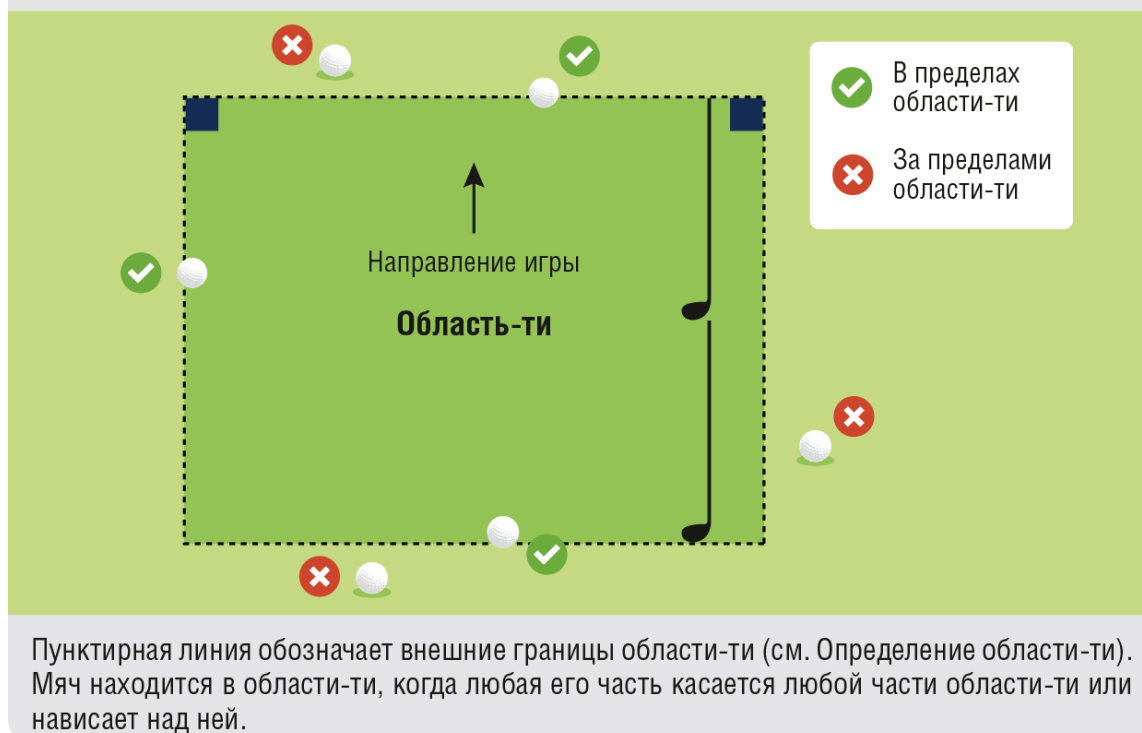 В пределах
области-ти
За пределами
области-ти
Направление игры
Область-ти
Пунктирная линия обозначает внешние границы области-ти (см. Определение области-ти).
Мяч находится в области-ти, когда любая его часть касается любой части области-ти или
нависает над ней.